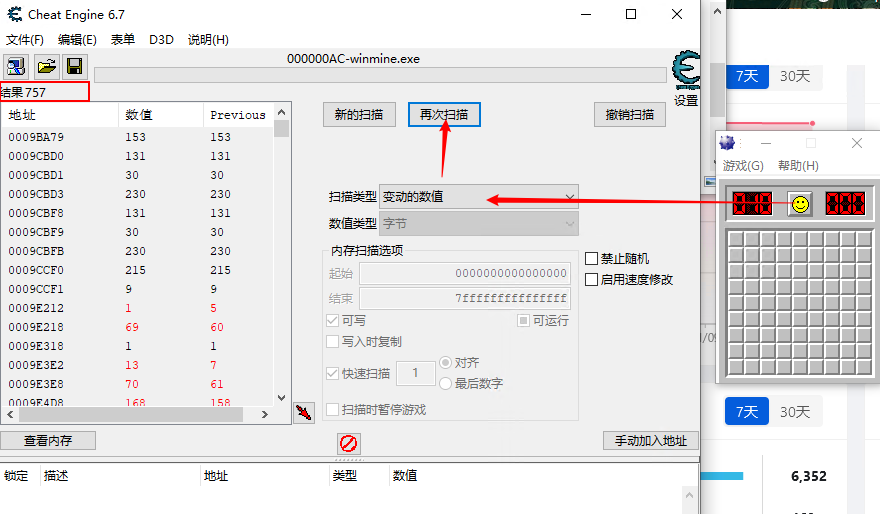 Cheat Engine 6.7
文件(F) 编辑(E) 表单 D3D 说明(H)
000000AC-winmine.exe
结果757
设置
地址 数值 Previous
0009BA79 153 153
0009CBD0 131 131
0009CBD1 30 30
0009CBD3 230 230
0009CBF8 131 131
0009CBF9 30 30
0009CBFB 230 230
0009CCF0 215 215
0009CCF1 9 9
0009E212 1 5
0009E218 69 60
0009E318 1 1
0009E3E2 13 7
0009E3E8 70 61
0009E4D8 168 158
新的扫描 再次扫描 撤销扫描
扫描类型 变动的数值
数值类型 字节
内存扫描选项
起始 0000000000000000
结束 7fffffffffffffff
可写 可运行
写入时复制
快速扫描 1 对齐
最后数字
扫描时暂停游戏
禁止随机
启用速度修改
查看内存 手动加入地址
锁定 描述 地址 类型 数值
7天 30天
游戏(G) 帮助(H)
000
/09
7天 30天
6,352